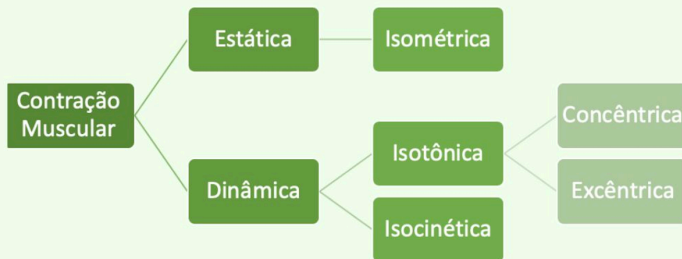 Estática
Isométrica
Contração
Muscular
Concêntrica
Isotônica
Dinâmica
Excêntrica
Isocinética